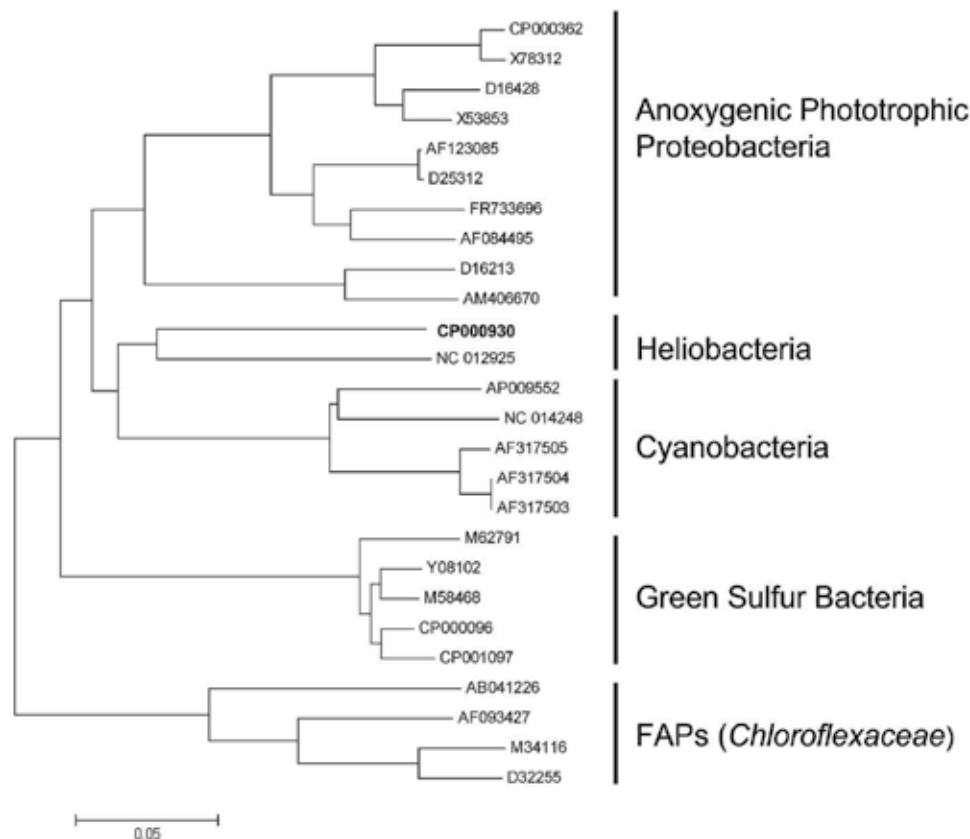 CP000362
X78312
D16428
X53853
AF123085
D25312
FR733696
AF084495
D16213
AM406670
Anoxygenic Phototrophic
Proteobacteria
CP000930
NC 012925
Heliobacteria
AP009552
NC 014248
AF317505
AF317504
AF317503
Cyanobacteria
M62791
Y08102
M58468
CP000096
CP001097
Green Sulfur Bacteria
AB041226
AF093427
M34116
D32255
FAPs (Chloroflexaceae)
0.05